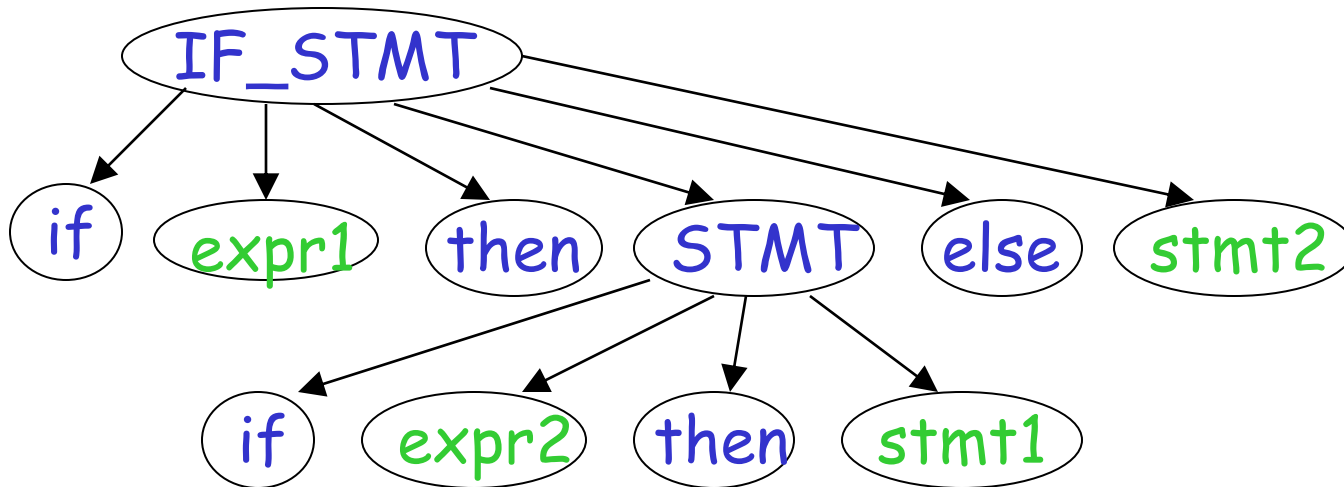 IF_STMT
if expr1 then STMT else stmt2
if expr2 then stmt1